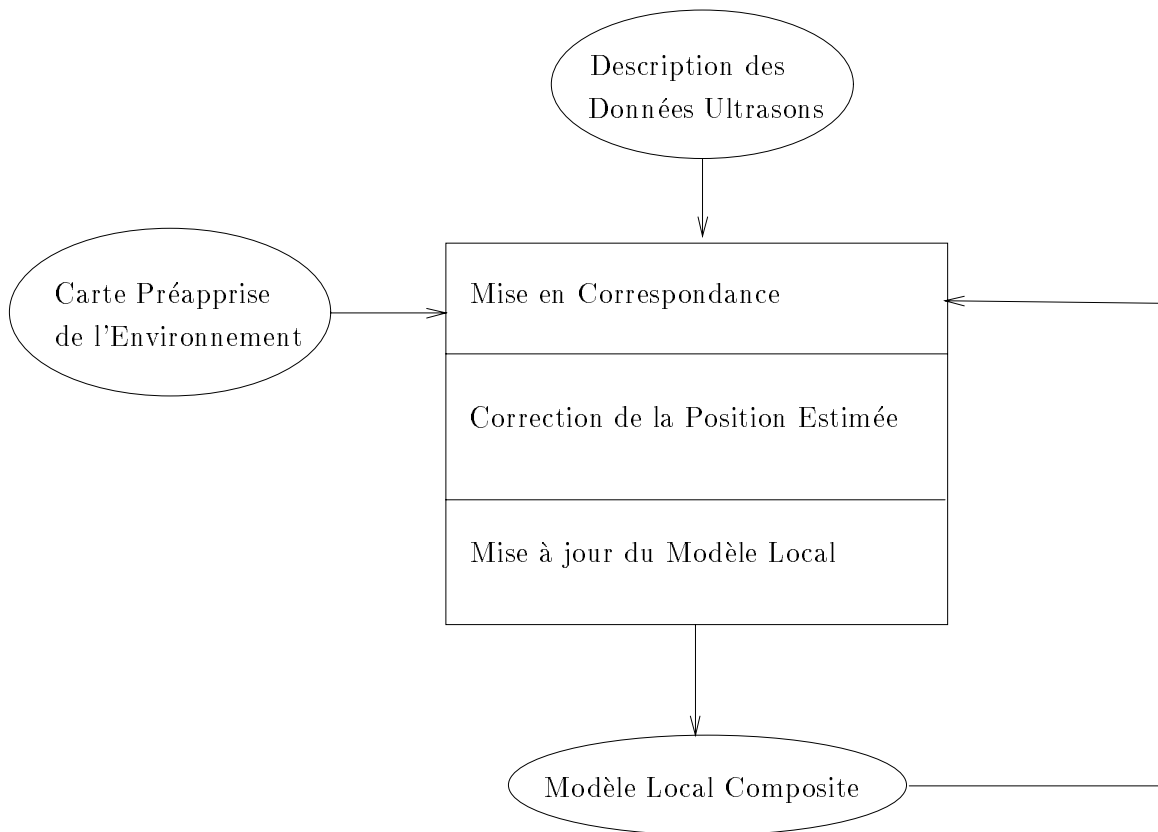 Description des
Données Ultrasons
Carte Préapprise
de l'Environnement
Mise en Correspondance
Correction de la Position Estimée
Mise à jour du Modèle Local
Modèle Local Composite